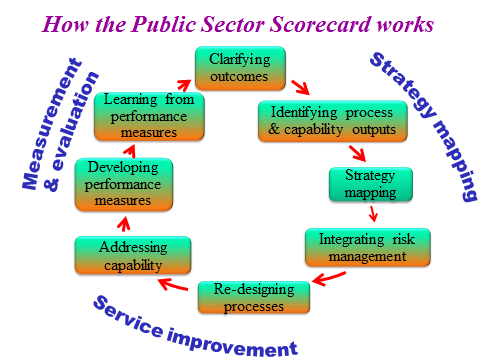 How the Public Sector Scorecard works
Clarifying
outcomes
Identifying process
& capability outputs
Strategy
mapping
Integrating risk
management
Re-designing
processes
Addressing
capability
Developing
performance
measures
Learning from
performance
measures
Strategy mapping
Service improvement
Measurement
& evaluation